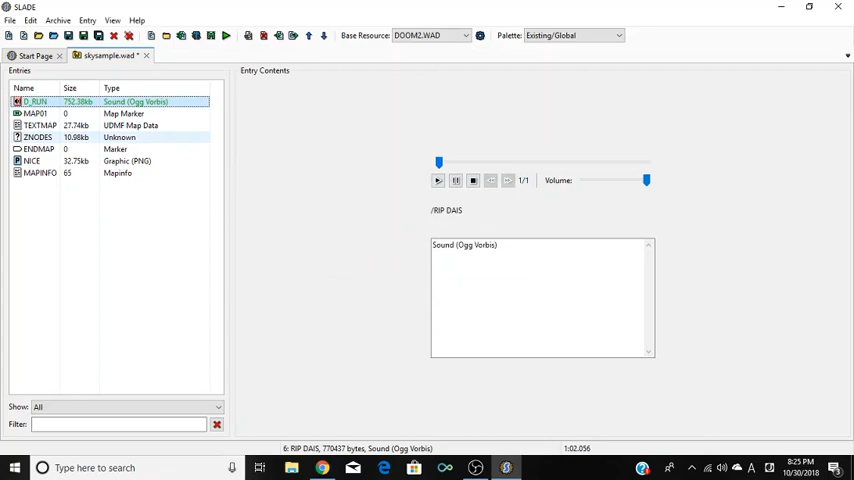 SLADE
File Edit Archive Entry View Help
Base Resource: DOOM2.WAD Palette: Existing/Global
Start Page skysample.wad *
Entries
Entry Contents
Name Size Type
D_RUN 752.38kb Sound (Ogg Vorbis)
MAP01 0 Map Marker
TEXTMAP 27.74kb UDMF Map Data
ZNODES 10.98kb Unknown
ENDMAP 0 Marker
NICE 32.75kb Graphic (PNG)
MAPINFO 65 Mapinfo
1/1 Volume:
/RIP DAIS
Sound (Ogg Vorbis)
Show: All
Filter:
6: RIP DAIS, 770437 bytes, Sound (Ogg Vorbis) 1:02.056
Type here to search
8:25 PM
10/30/2018
3